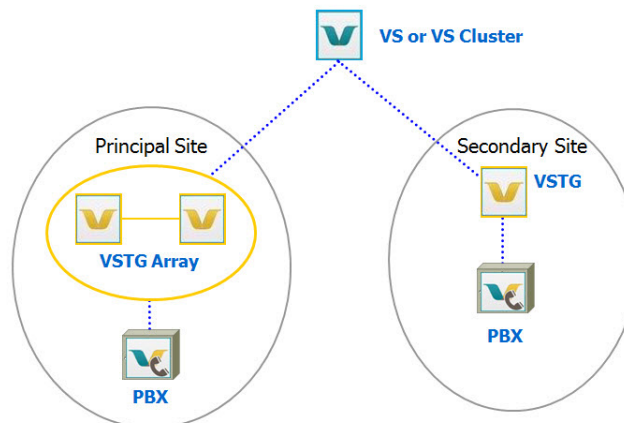 VS or VS Cluster
Principal Site
VSTG Array
PBX
Secondary Site
VSTG
PBX